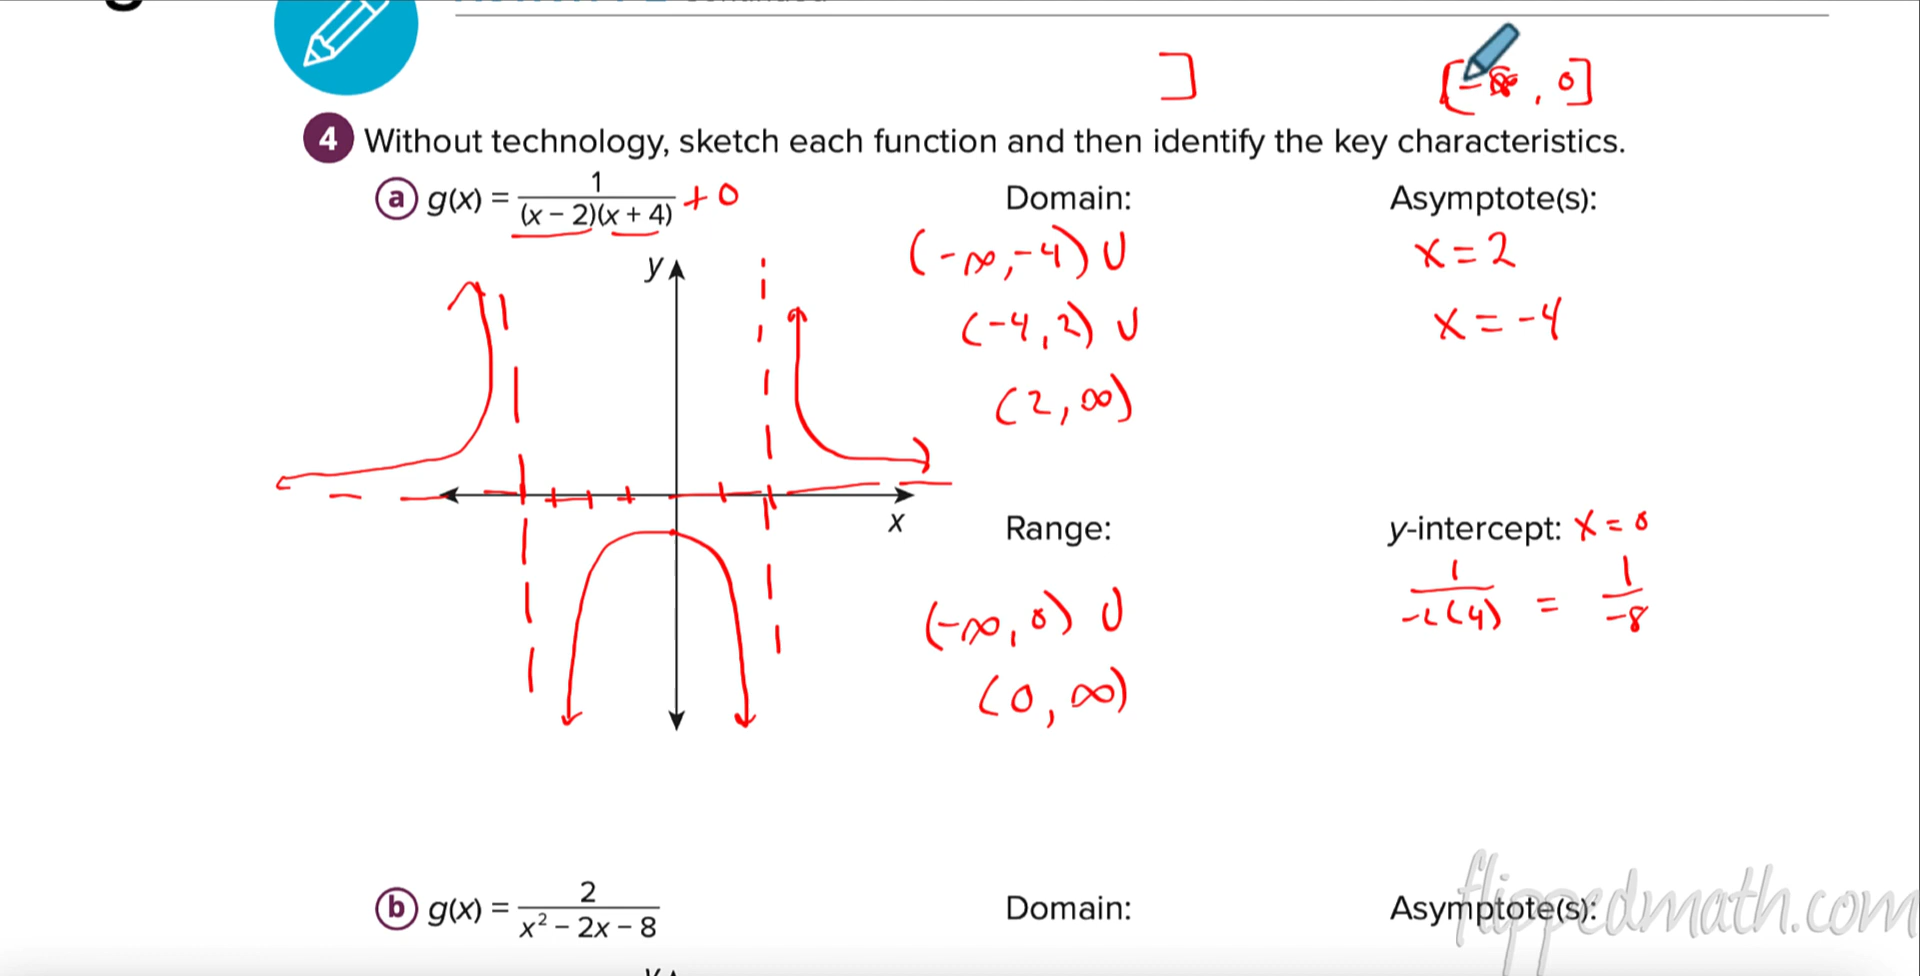 ]
[-∞, 0]
4 Without technology, sketch each function and then identify the key characteristics.
a g(x) = 1/((x − 2)(x + 4)) + 0
Domain:
(-∞, -4) ∪
(-4, 2) ∪
(2, ∞)
Asymptote(s):
x = 2
x = -4
y
x
Range:
(-∞, 0) ∪
(0, ∞)
y-intercept: x = 0
1/(-2(4)) = 1/-8
b g(x) = 2/(x² − 2x − 8)
Domain:
Asymptote(s):
flippedmath.com
y